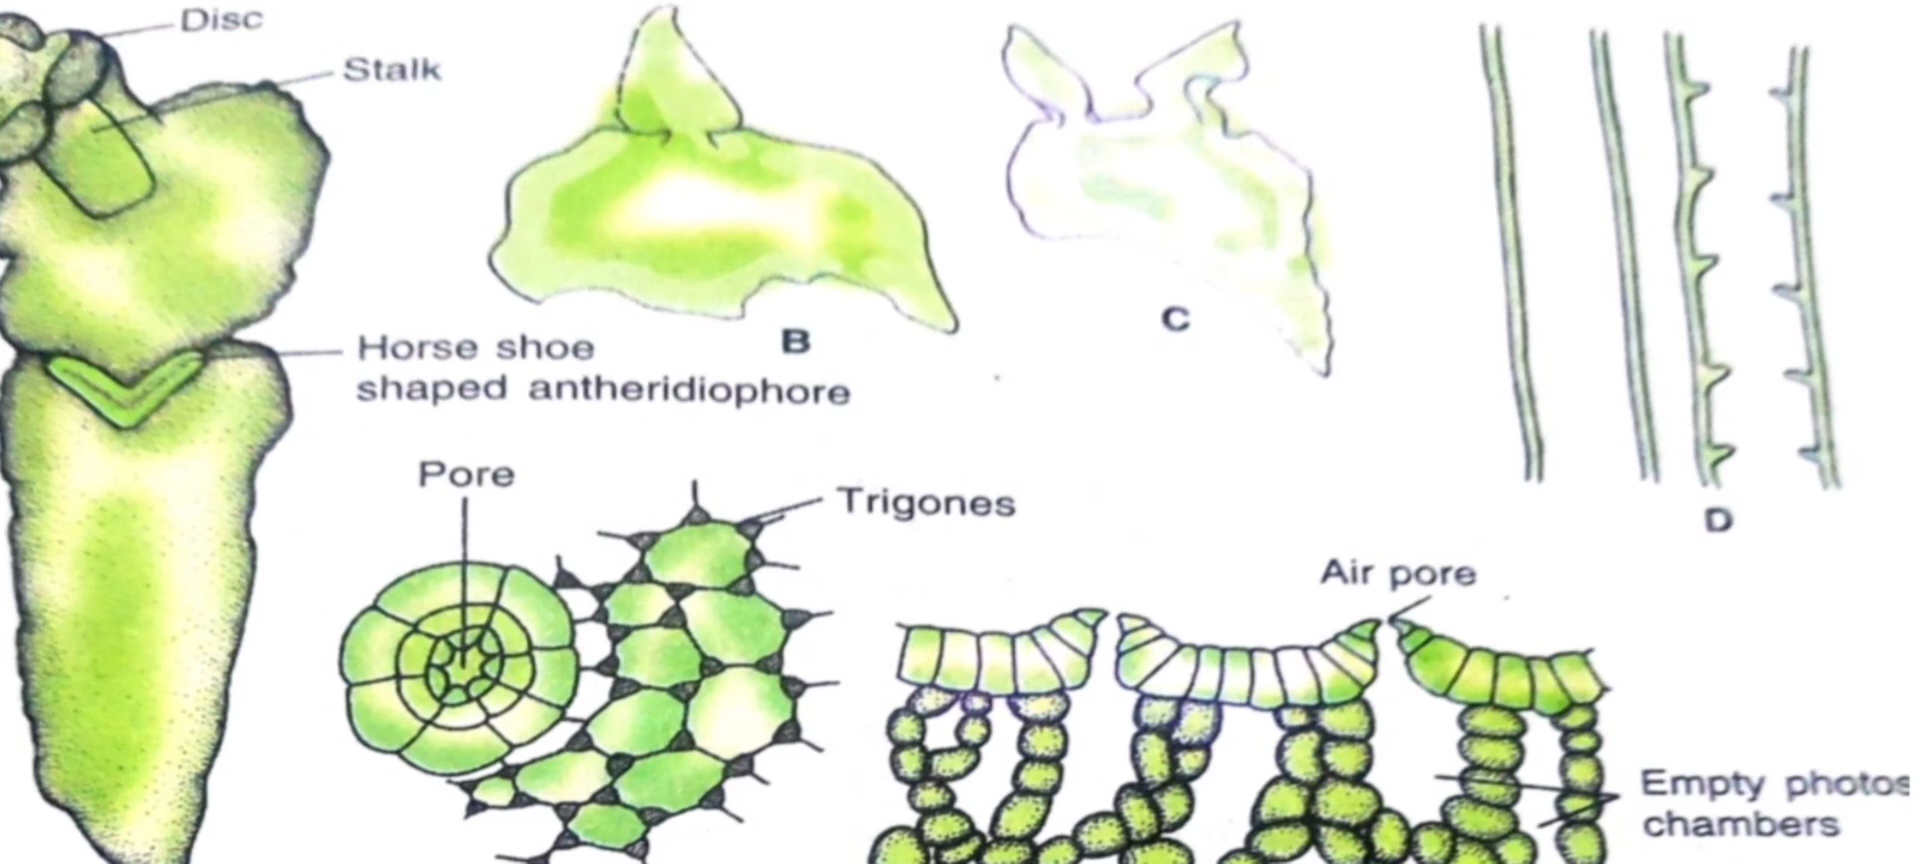 Disc
Stalk
B
C
Horse shoe
shaped antheridiophore
Pore
Trigones
D
Air pore
Empty photos
chambers